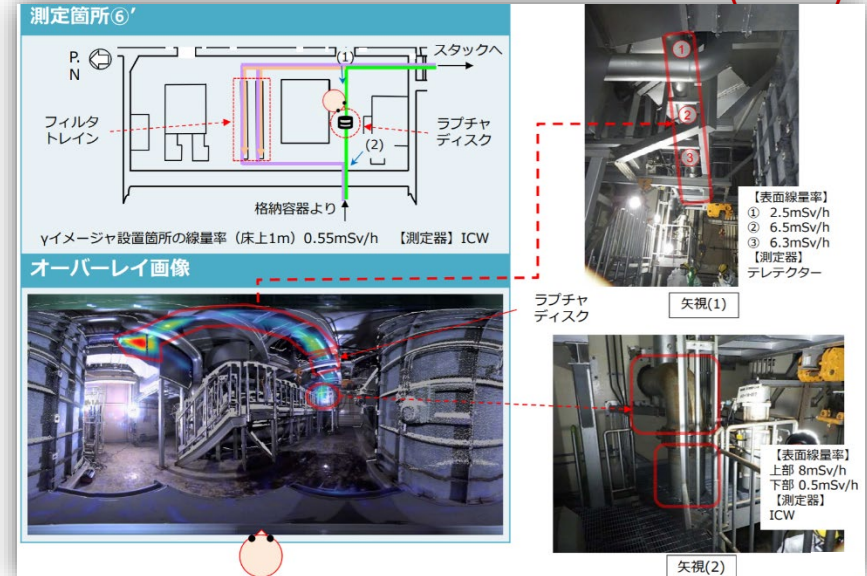 測定箇所⑥′
P.
N
(1)
スタックへ
フィルタ
トレイン
ラプチャ
ディスク
(2)
格納容器より
γイメージャ設置箇所の線量率（床上1m）0.55mSv/h 【測定器】ICW
オーバーレイ画像
ラプチャ
ディスク
①
②
③
【表面線量率】
① 2.5mSv/h
② 6.5mSv/h
③ 6.3mSv/h
【測定器】
テレテクター
矢視(1)
【表面線量率】
上部 8mSv/h
下部 0.5mSv/h
【測定器】
ICW
矢視(2)